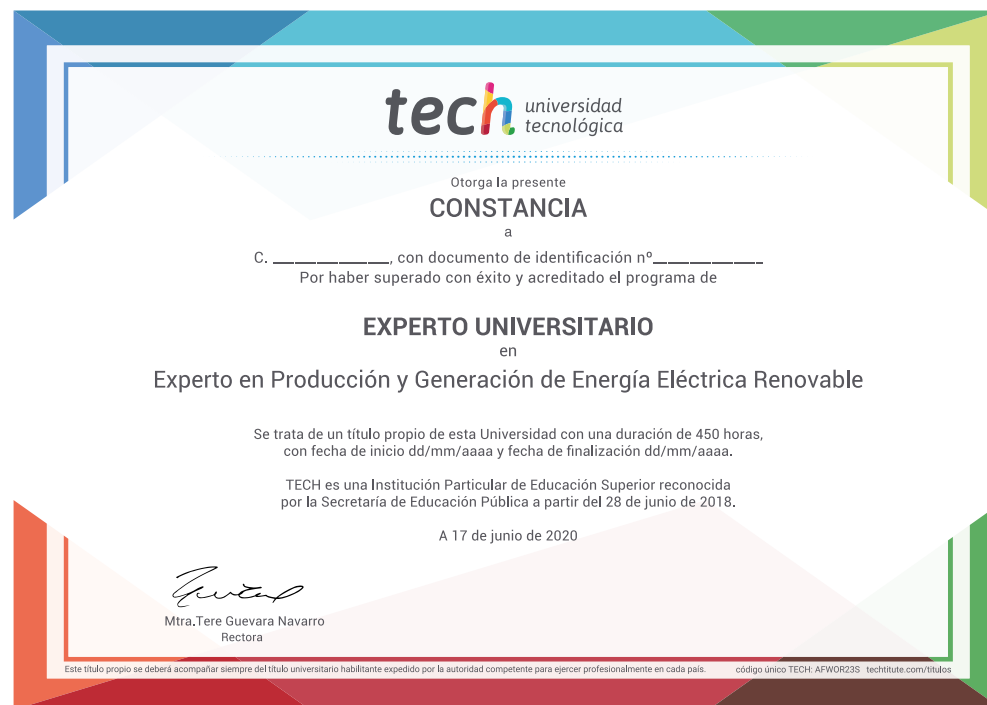 tech universidad
tecnológica
Otorga la presente
CONSTANCIA
a
C. ______________, con documento de identificación nº_____________
Por haber superado con éxito y acreditado el programa de
EXPERTO UNIVERSITARIO
en
Experto en Producción y Generación de Energía Eléctrica Renovable
Se trata de un título propio de esta Universidad con una duración de 450 horas,
con fecha de inicio dd/mm/aaaa y fecha de finalización dd/mm/aaaa.
TECH es una Institución Particular de Educación Superior reconocida
por la Secretaría de Educación Pública a partir del 28 de junio de 2018.
A 17 de junio de 2020
Mtra.Tere Guevara Navarro
Rectora
Este título propio se deberá acompañar siempre del título universitario habilitante expedido por la autoridad competente para ejercer profesionalmente en cada país. código único TECH: AFWOR23S techtitute.com/titulos